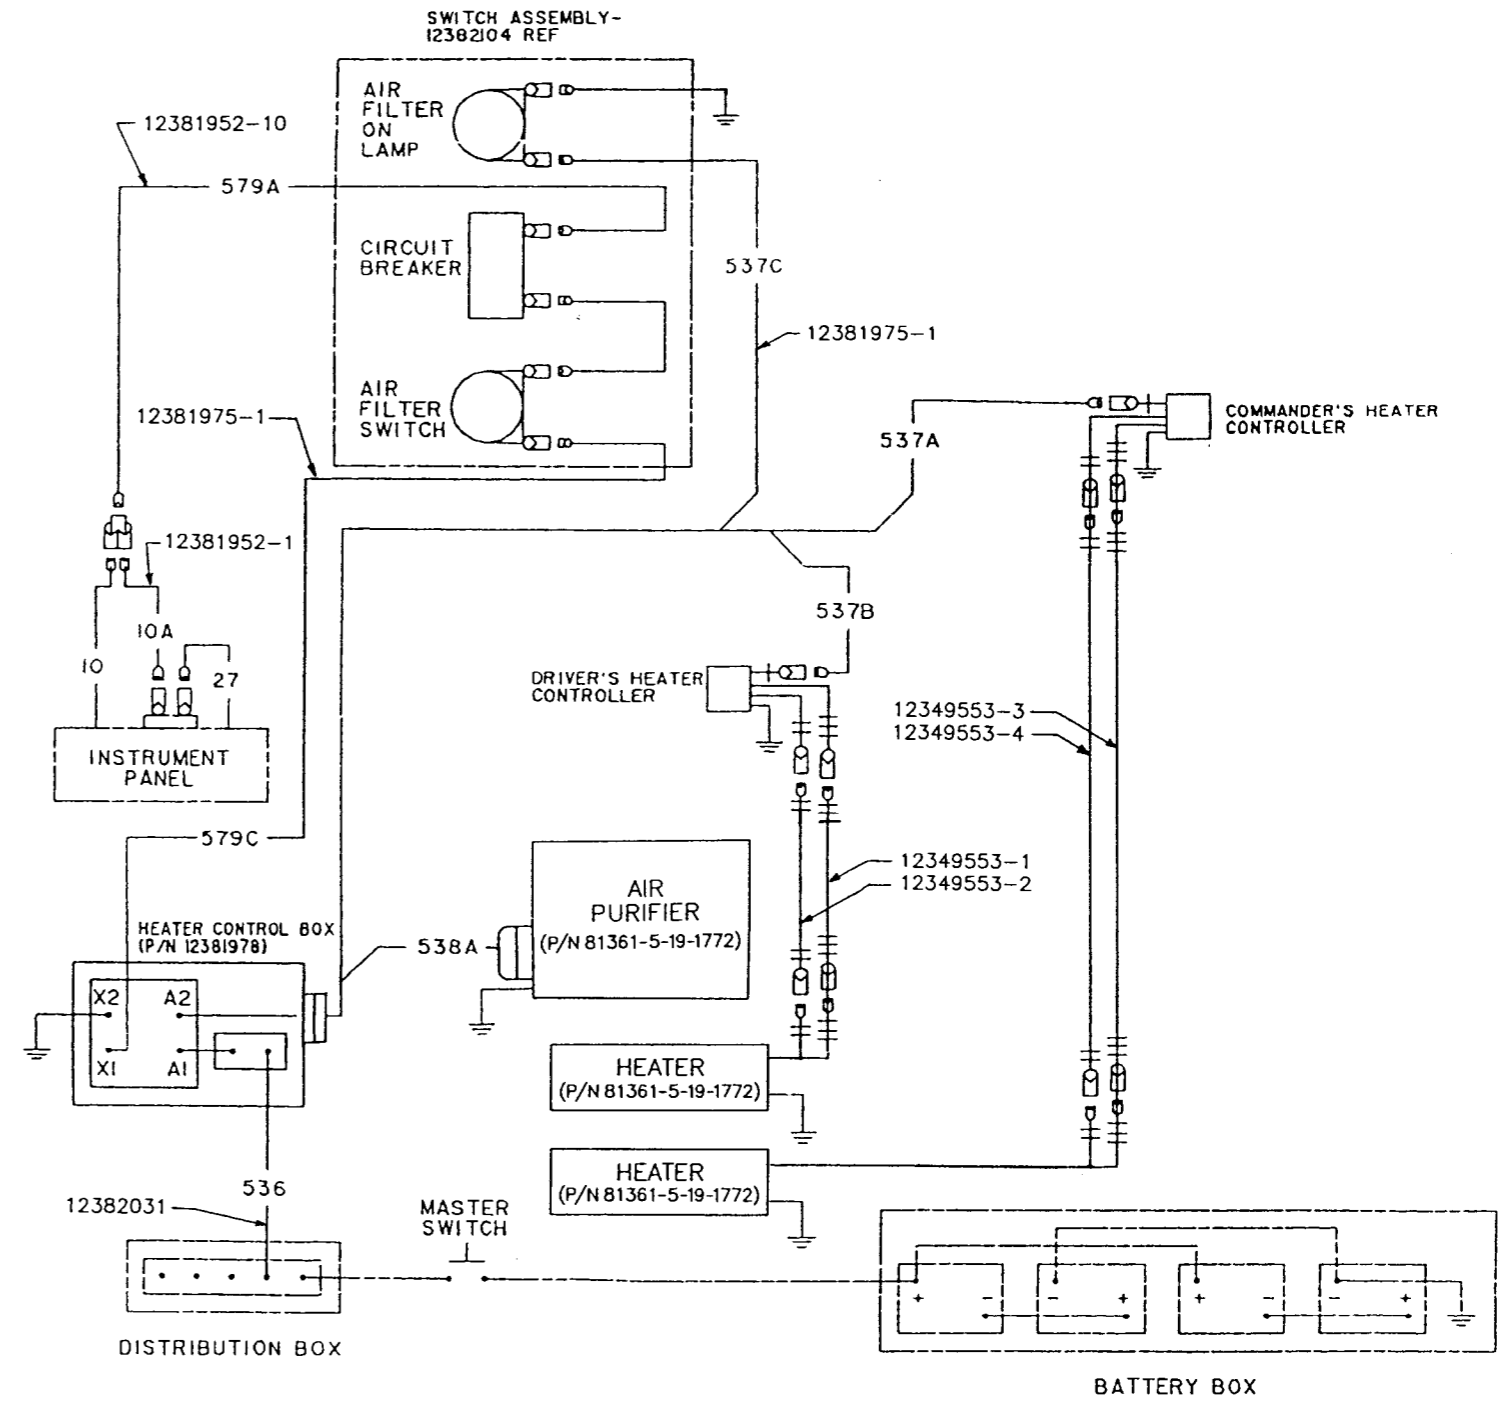 SWITCH ASSEMBLY-
12382104 REF
AIR
FILTER
ON
LAMP
12381952-10
579A
CIRCUIT
BREAKER
537C
12381975-1
AIR
FILTER
SWITCH
12381975-1
537A
COMMANDER'S HEATER
CONTROLLER
12381952-1
10A
10
27
537B
DRIVER'S HEATER
CONTROLLER
12349553-3
12349553-4
INSTRUMENT
PANEL
579C
12349553-1
12349553-2
AIR
PURIFIER
(P/N 81361-5-19-1772)
HEATER CONTROL BOX
(P/N 12381978)
538A
X2
A2
X1
A1
HEATER
(P/N 81361-5-19-1772)
HEATER
(P/N 81361-5-19-1772)
536
12382031
MASTER
SWITCH
+ - - + + - - +
DISTRIBUTION BOX
BATTERY BOX